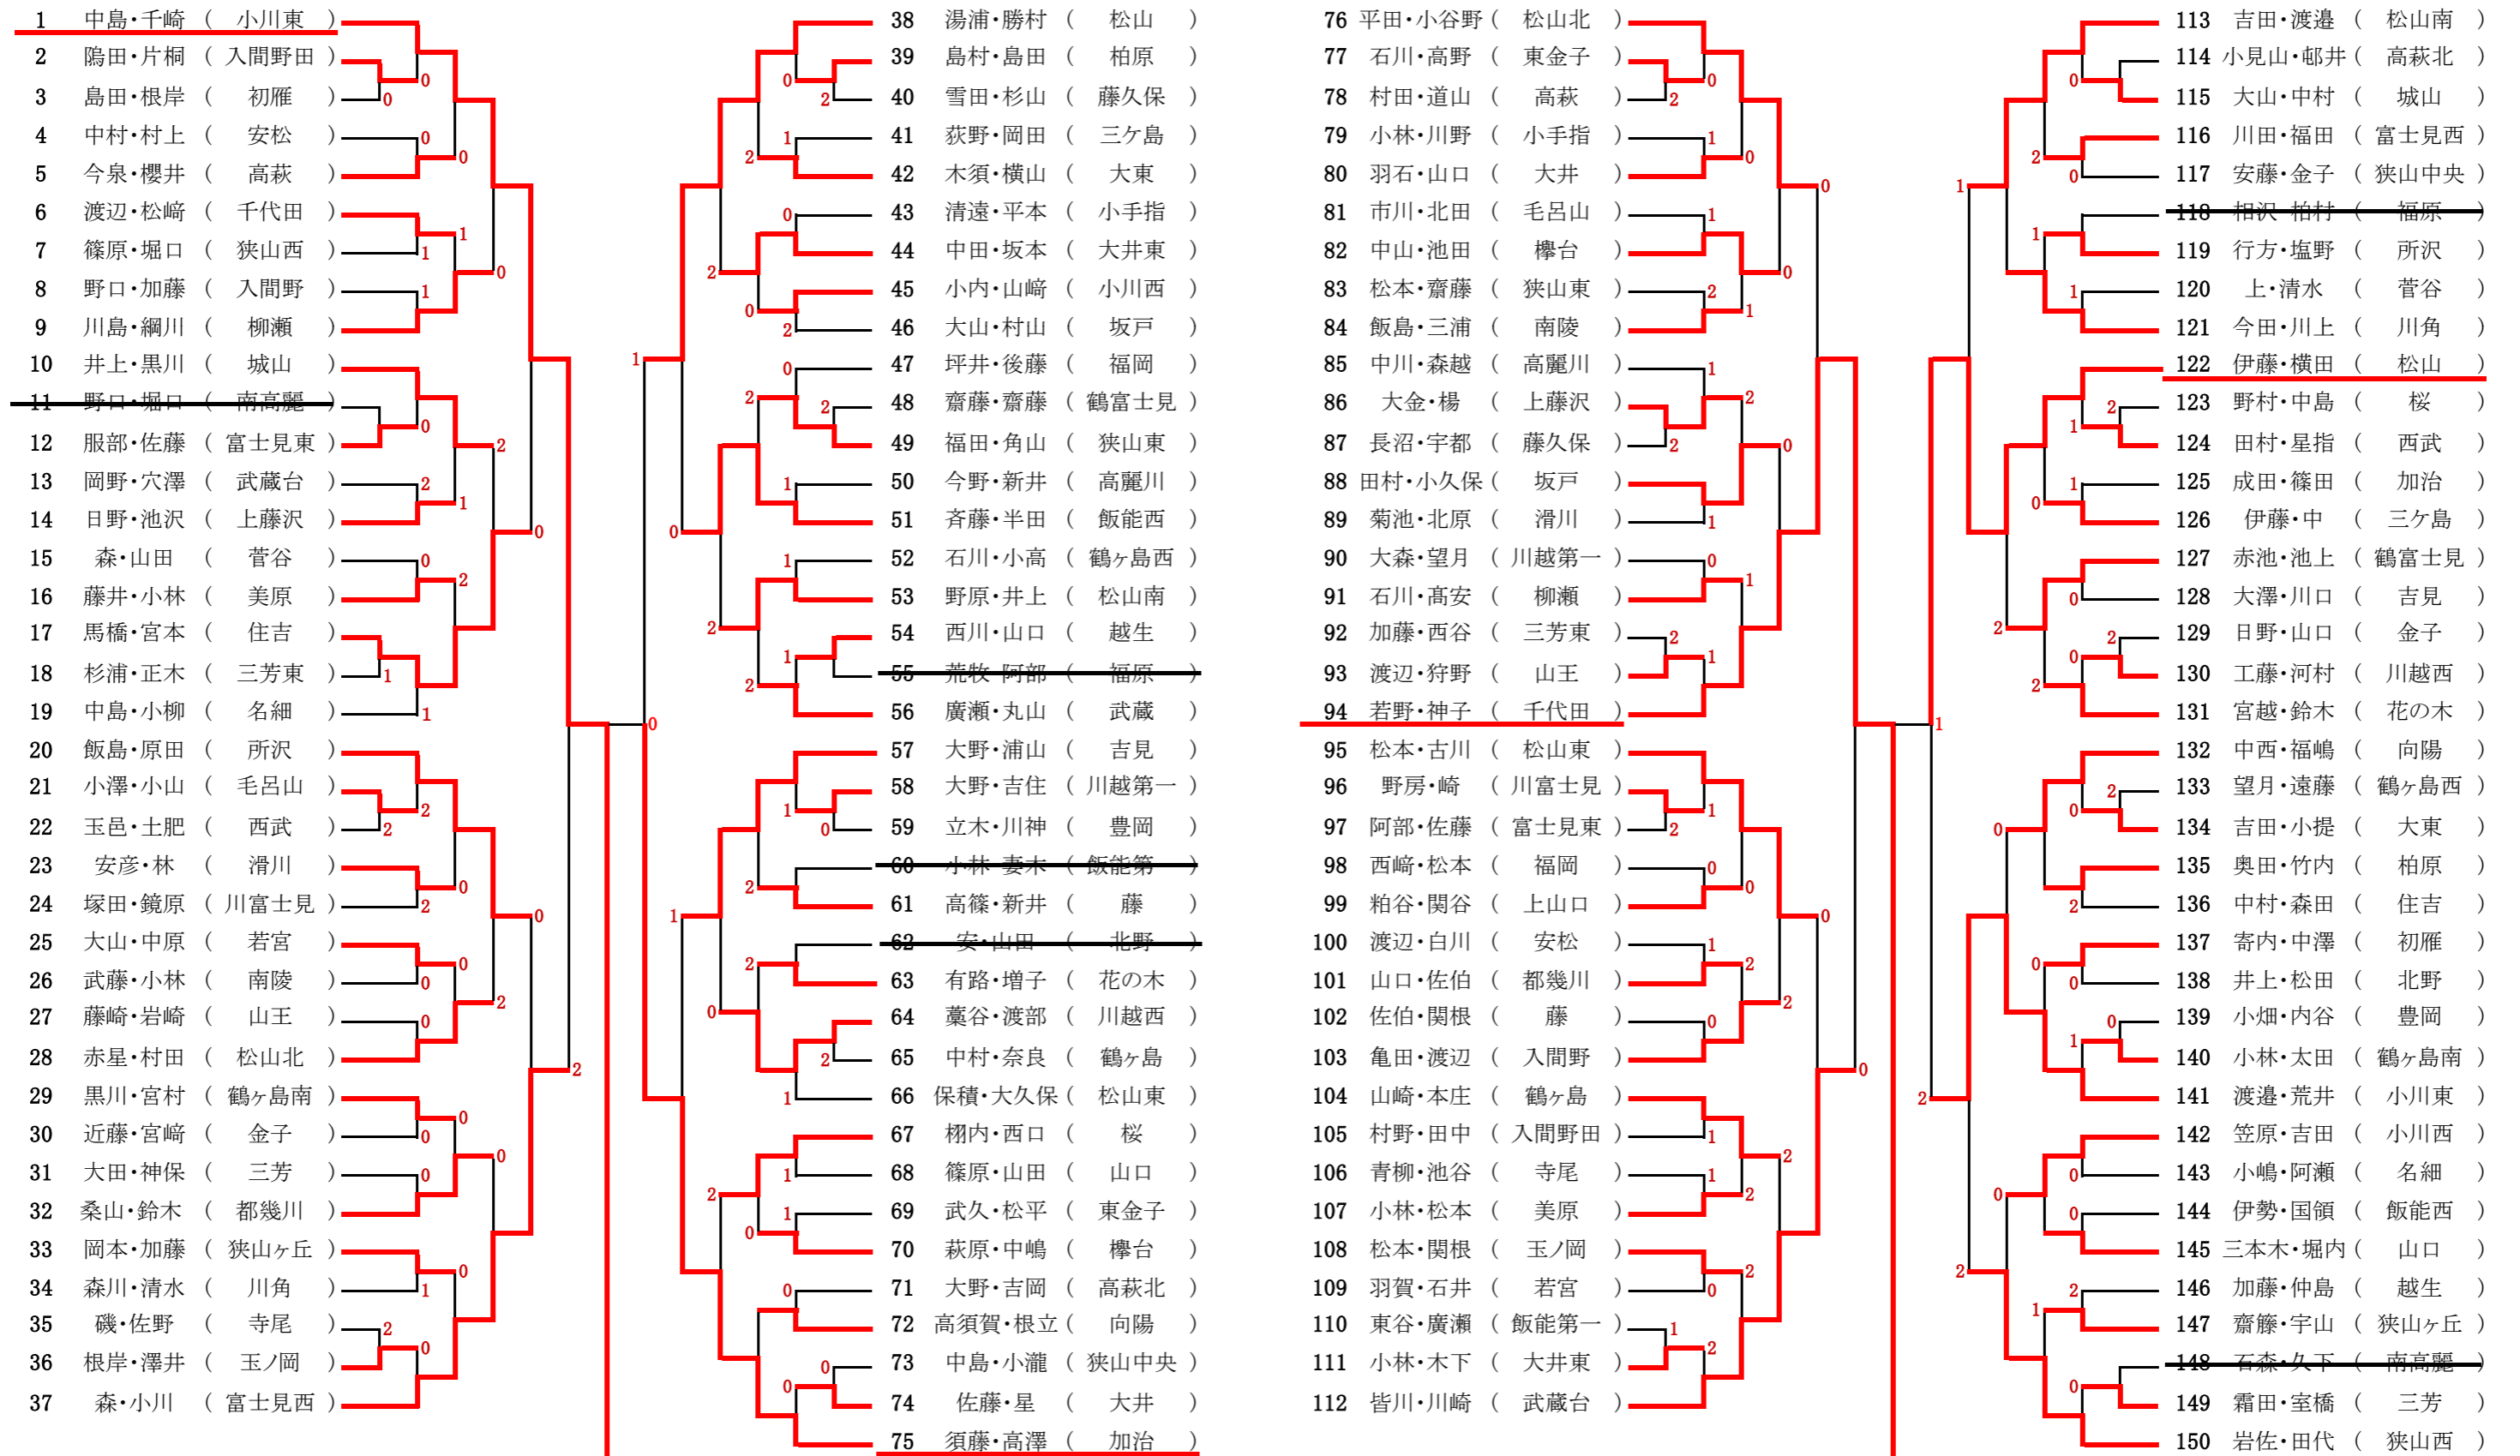 1 中島・千崎 ( 小川東 )
2 隝田・片桐 ( 入間野田 )
3 島田・根岸 ( 初雁 )
4 中村・村上 ( 安松 )
5 今泉・櫻井 ( 高萩 )
6 渡辺・松﨑 ( 千代田 )
7 篠原・堀口 ( 狭山西 )
8 野口・加藤 ( 入間野 )
9 川島・綱川 ( 柳瀬 )
10 井上・黒川 ( 城山 )
11 野口・堀口 ( 南高麗 )
12 服部・佐藤 ( 富士見東 )
13 岡野・穴澤 ( 武蔵台 )
14 日野・池沢 ( 上藤沢 )
15 森・山田 ( 菅谷 )
16 藤井・小林 ( 美原 )
17 馬橋・宮本 ( 住吉 )
18 杉浦・正木 ( 三芳東 )
19 中島・小柳 ( 名細 )
20 飯島・原田 ( 所沢 )
21 小澤・小山 ( 毛呂山 )
22 玉邑・土肥 ( 西武 )
23 安彦・林 ( 滑川 )
24 塚田・鏡原 ( 川富士見 )
25 大山・中原 ( 若宮 )
26 武藤・小林 ( 南陵 )
27 藤崎・岩崎 ( 山王 )
28 赤星・村田 ( 松山北 )
29 黒川・宮村 ( 鶴ヶ島南 )
30 近藤・宮﨑 ( 金子 )
31 大田・神保 ( 三芳 )
32 桑山・鈴木 ( 都幾川 )
33 岡本・加藤 ( 狭山ヶ丘 )
34 森川・清水 ( 川角 )
35 磯・佐野 ( 寺尾 )
36 根岸・澤井 ( 玉ノ岡 )
37 森・小川 ( 富士見西 )
38 湯浦・勝村 ( 松山 )
39 島村・島田 ( 柏原 )
40 雪田・杉山 ( 藤久保 )
41 荻野・岡田 ( 三ケ島 )
42 木須・横山 ( 大東 )
43 清遠・平本 ( 小手指 )
44 中田・坂本 ( 大井東 )
45 小内・山﨑 ( 小川西 )
46 大山・村山 ( 坂戸 )
47 坪井・後藤 ( 福岡 )
48 齋藤・齋藤 ( 鶴富士見 )
49 福田・角山 ( 狭山東 )
50 今野・新井 ( 高麗川 )
51 斉藤・半田 ( 飯能西 )
52 石川・小高 ( 鶴ヶ島西 )
53 野原・井上 ( 松山南 )
54 西川・山口 ( 越生 )
55 荒牧・阿部 ( 福原 )
56 廣瀬・丸山 ( 武蔵 )
57 大野・浦山 ( 吉見 )
58 大野・吉住 ( 川越第一 )
59 立木・川神 ( 豊岡 )
60 小林・妻木 ( 飯能第一 )
61 高篠・新井 ( 藤 )
62 安・山田 ( 北野 )
63 有路・増子 ( 花の木 )
64 藁谷・渡部 ( 川越西 )
65 中村・奈良 ( 鶴ヶ島 )
66 保積・大久保 ( 松山東 )
67 栩内・西口 ( 桜 )
68 篠原・山田 ( 山口 )
69 武久・松平 ( 東金子 )
70 萩原・中嶋 ( 欅台 )
71 大野・吉岡 ( 高萩北 )
72 高須賀・根立 ( 向陽 )
73 中島・小瀧 ( 狭山中央 )
74 佐藤・星 ( 大井 )
75 須藤・高澤 ( 加治 )
76 平田・小谷野 ( 松山北 )
77 石川・高野 ( 東金子 )
78 村田・道山 ( 高萩 )
79 小林・川野 ( 小手指 )
80 羽石・山口 ( 大井 )
81 市川・北田 ( 毛呂山 )
82 中山・池田 ( 欅台 )
83 松本・齋藤 ( 狭山東 )
84 飯島・三浦 ( 南陵 )
85 中川・森越 ( 高麗川 )
86 大金・楊 ( 上藤沢 )
87 長沼・宇都 ( 藤久保 )
88 田村・小久保 ( 坂戸 )
89 菊池・北原 ( 滑川 )
90 大森・望月 ( 川越第一 )
91 石川・髙安 ( 柳瀬 )
92 加藤・西谷 ( 三芳東 )
93 渡辺・狩野 ( 山王 )
94 若野・神子 ( 千代田 )
95 松本・古川 ( 松山東 )
96 野房・崎 ( 川富士見 )
97 阿部・佐藤 ( 富士見東 )
98 西﨑・松本 ( 福岡 )
99 粕谷・関谷 ( 上山口 )
100 渡辺・白川 ( 安松 )
101 山口・佐伯 ( 都幾川 )
102 佐伯・関根 ( 藤 )
103 亀田・渡辺 ( 入間野 )
104 山崎・本庄 ( 鶴ヶ島 )
105 村野・田中 ( 入間野田 )
106 青柳・池谷 ( 寺尾 )
107 小林・松本 ( 美原 )
108 松本・関根 ( 玉ノ岡 )
109 羽賀・石井 ( 若宮 )
110 東谷・廣瀬 ( 飯能第一 )
111 小林・木下 ( 大井東 )
112 皆川・川崎 ( 武蔵台 )
113 吉田・渡邉 ( 松山南 )
114 小見山・邸井 ( 高萩北 )
115 大山・中村 ( 城山 )
116 川田・福田 ( 富士見西 )
117 安藤・金子 ( 狭山中央 )
118 相沢・柏村 ( 福原 )
119 行方・塩野 ( 所沢 )
120 上・清水 ( 菅谷 )
121 今田・川上 ( 川角 )
122 伊藤・横田 ( 松山 )
123 野村・中島 ( 桜 )
124 田村・星指 ( 西武 )
125 成田・篠田 ( 加治 )
126 伊藤・中 ( 三ケ島 )
127 赤池・池上 ( 鶴富士見 )
128 大澤・川口 ( 吉見 )
129 日野・山口 ( 金子 )
130 工藤・河村 ( 川越西 )
131 宮越・鈴木 ( 花の木 )
132 中西・福嶋 ( 向陽 )
133 望月・遠藤 ( 鶴ヶ島西 )
134 吉田・小提 ( 大東 )
135 奥田・竹内 ( 柏原 )
136 中村・森田 ( 住吉 )
137 寄内・中澤 ( 初雁 )
138 井上・松田 ( 北野 )
139 小畑・内谷 ( 豊岡 )
140 小林・太田 ( 鶴ヶ島南 )
141 渡邉・荒井 ( 小川東 )
142 笠原・吉田 ( 小川西 )
143 小嶋・阿瀬 ( 名細 )
144 伊勢・国領 ( 飯能西 )
145 三本木・堀内 ( 山口 )
146 加藤・仲島 ( 越生 )
147 齋藤・宇山 ( 狭山ヶ丘 )
148 石森・久下 ( 南高麗 )
149 霜田・室橋 ( 三芳 )
150 岩佐・田代 ( 狭山西 )